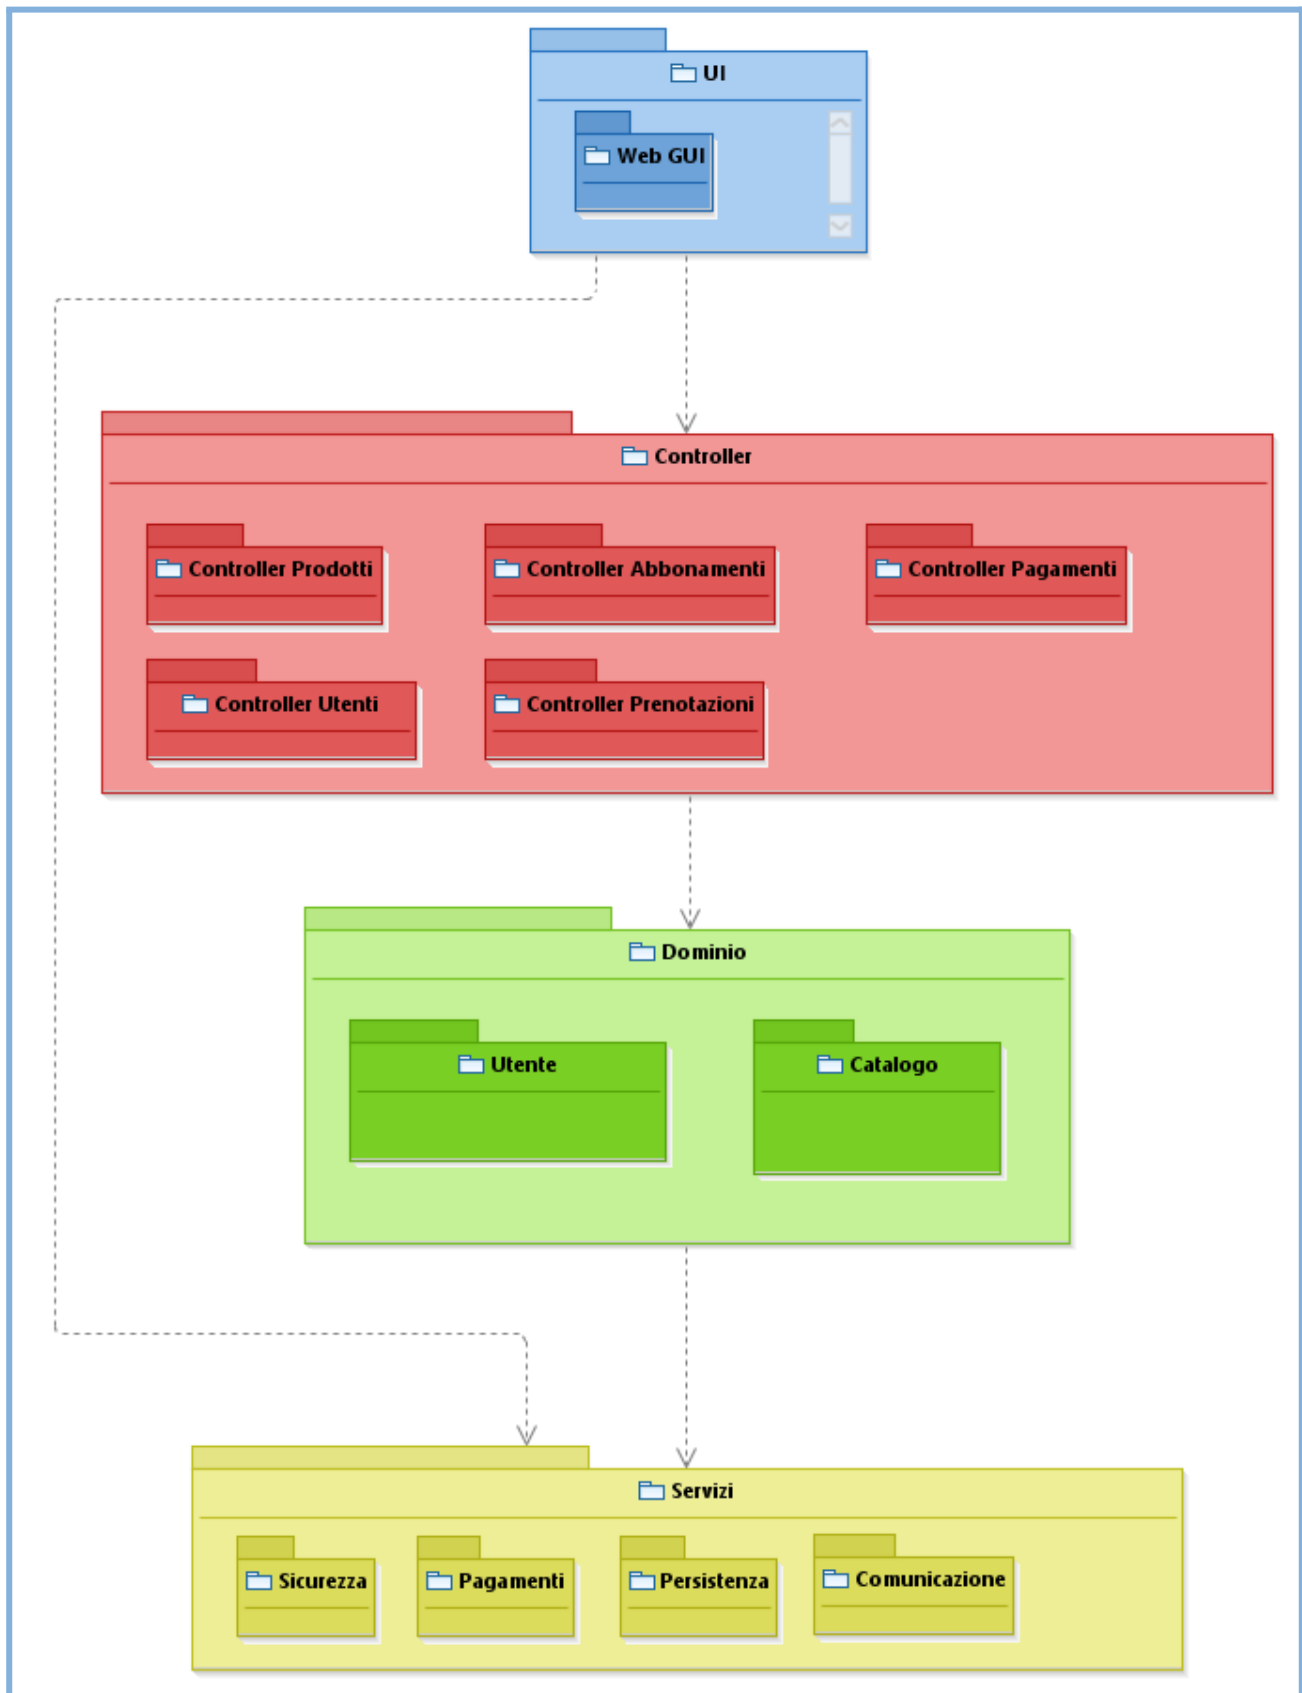 UI
Web GUI
Controller
Controller Prodotti
Controller Abbonamenti
Controller Pagamenti
Controller Utenti
Controller Prenotazioni
Dominio
Utente
Catalogo
Servizi
Sicurezza
Pagamenti
Persistenza
Comunicazione